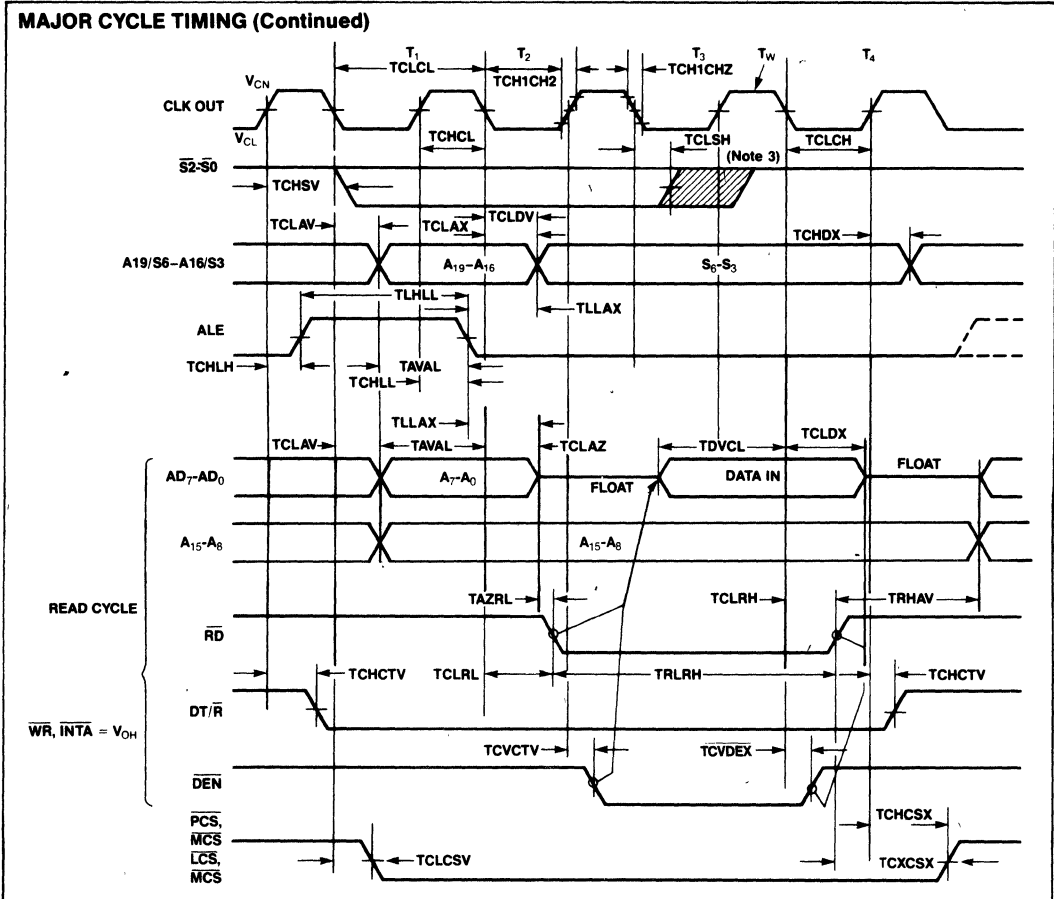 MAJOR CYCLE TIMING (Continued)
T1 T2 T3 TW T4
TCLCL TCH1CH2 TCH1CHZ
VCN
CLK OUT
VCL
TCHCL TCLSH TCLCH
(Note 3)
S2-S0
TCHSV
TCLAV TCLAX TCLDV TCHDX
A19/S6–A16/S3 A19–A16 S6-S3
TLHLL TLLAX
ALE
TCHLH TAVAL
TCHLL
TLLAX
TCLAV TAVAL TCLAZ TDVCL TCLDX
AD7-AD0 A7-A0 FLOAT DATA IN FLOAT
A15-A8 A15-A8
READ CYCLE
TAZRL TCLRH TRHAV
RD
TCHCTV TCLRL TRLRH TCHCTV
DT/R
WR, INTA = VOH
TCVCTV TCVDEX
DEN
PCS,
MCS
LCS,
MCS
TCHCSX
TCLCSV TCXCSX